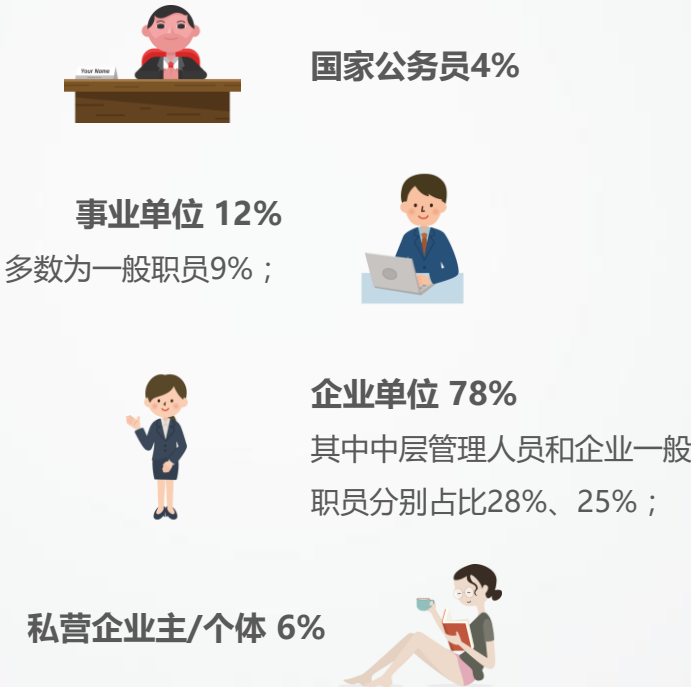 Your Name
国家公务员4%
事业单位 12%
多数为一般职员9%；
企业单位 78%
其中中层管理人员和企业一般
职员分别占比28%、25%；
私营企业主/个体 6%